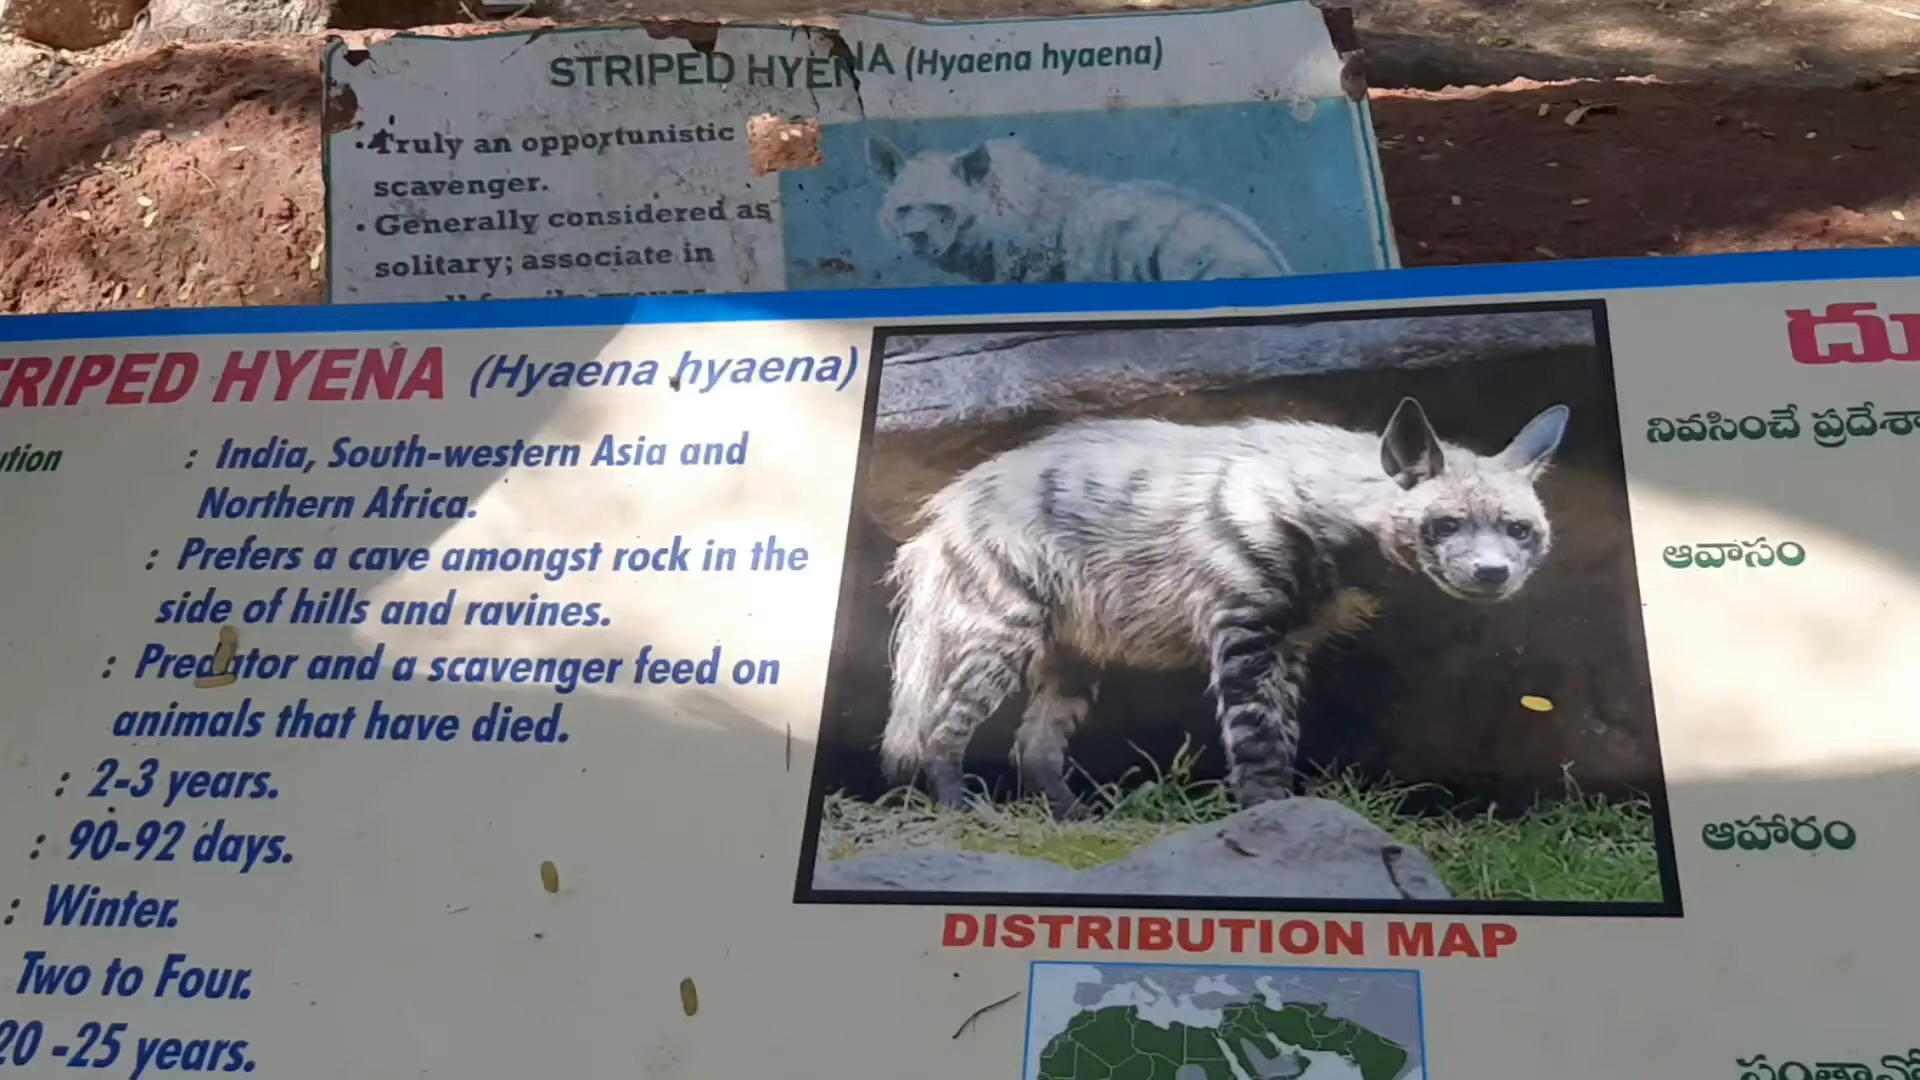 STRIPED HYENA (Hyaena hyaena)
• Truly an opportunistic
scavenger.
• Generally considered as
solitary; associate in
RIPED HYENA (Hyaena hyaena)
ution : India, South-western Asia and
Northern Africa.
: Prefers a cave amongst rock in the
side of hills and ravines.
: Predator and a scavenger feed on
animals that have died.
: 2-3 years.
: 90-92 days.
: Winter.
Two to Four.
20 -25 years.
DISTRIBUTION MAP
దు
నివసించే ప్రదేశా
ఆవాసం
ఆహారం